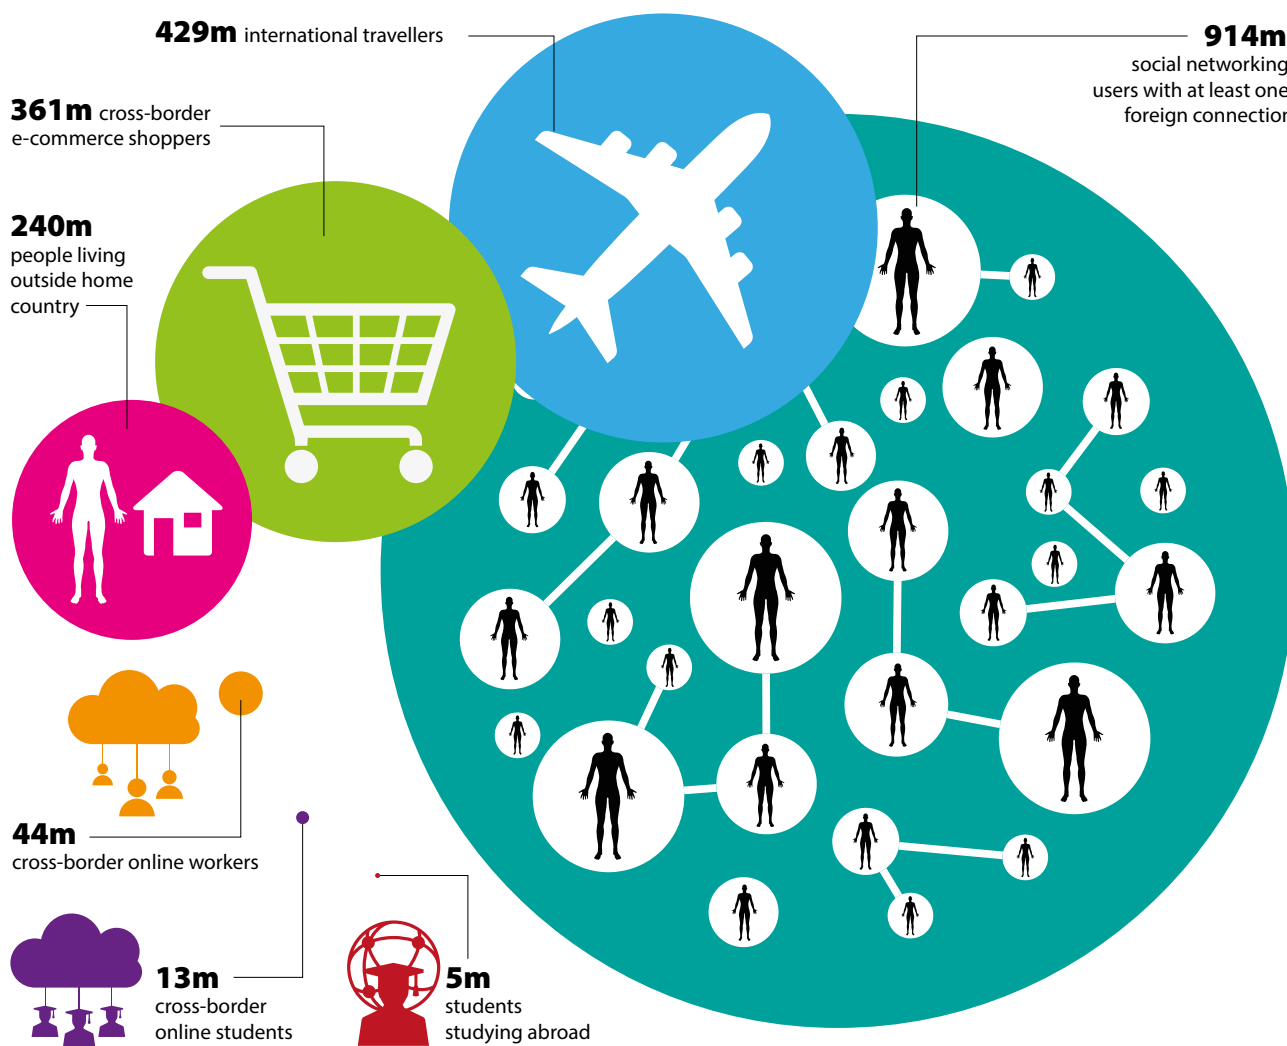 429m international travellers
914m
social networking
users with at least one
foreign connection
361m cross-border
e-commerce shoppers
240m
people living
outside home
country
44m
cross-border online workers
13m
cross-border
online students
5m
students
studying abroad